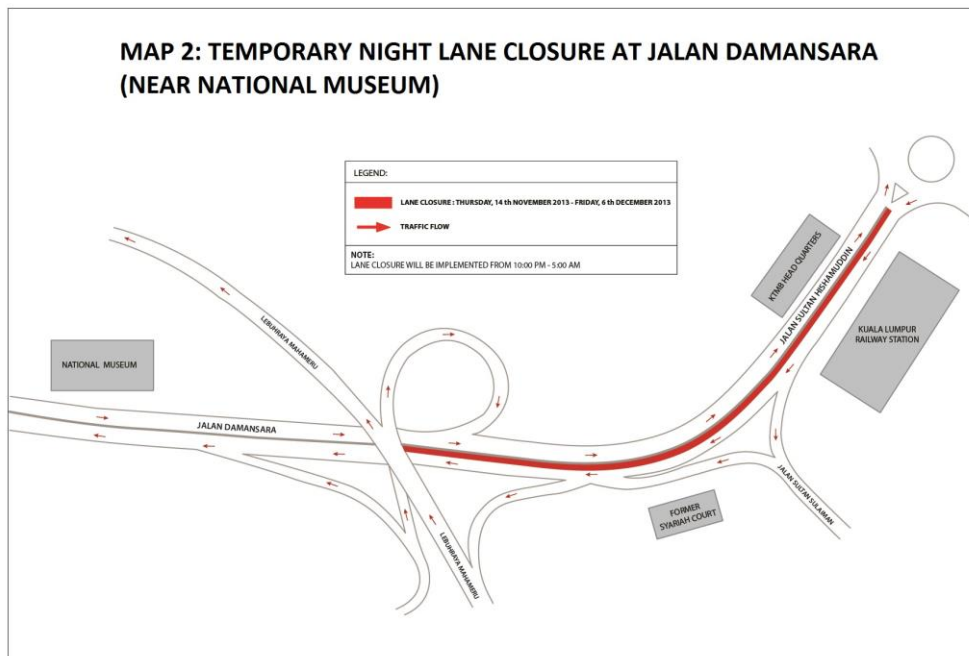 MAP 2: TEMPORARY NIGHT LANE CLOSURE AT JALAN DAMANSARA
(NEAR NATIONAL MUSEUM)
LEGEND:
LANE CLOSURE : THURSDAY, 14 th NOVEMBER 2013 - FRIDAY, 6 th DECEMBER 2013
TRAFFIC FLOW
NOTE:
LANE CLOSURE WILL BE IMPLEMENTED FROM 10:00 PM - 5:00 AM
KTMB HEAD QUARTERS
JALAN SULTAN HISHAMUDDIN
KUALA LUMPUR
RAILWAY STATION
LEBUHRAYA MAHAMERU
NATIONAL MUSEUM
JALAN DAMANSARA
JALAN SULTAN SULAIMAN
FORMER
SYARIAH COURT
LEBUHRAYA MAHAMERU